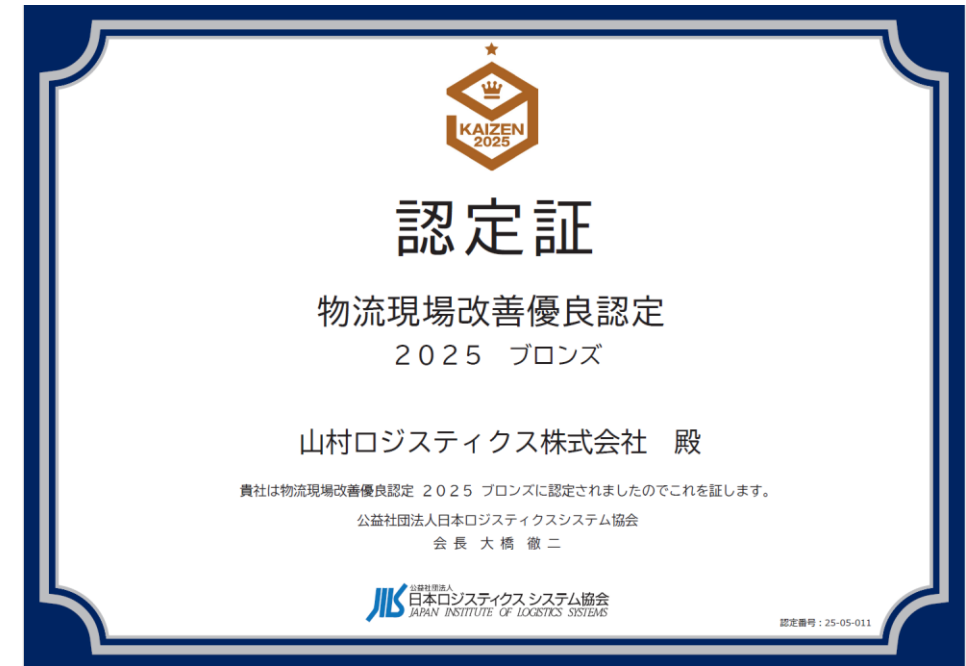 KAIZEN
2025
認定証
物流現場改善優良認定
２０２５　ブロンズ
山村ロジスティクス株式会社　殿
貴社は物流現場改善優良認定 ２０２５ ブロンズに認定されましたのでこれを証します。
公益社団法人日本ロジスティクスシステム協会
会 長 大 橋 徹 二
公益社団法人
JILS 日本ロジスティクス システム協会
JAPAN INSTITUTE OF LOGISTICS SYSTEMS
認定番号：25-05-011